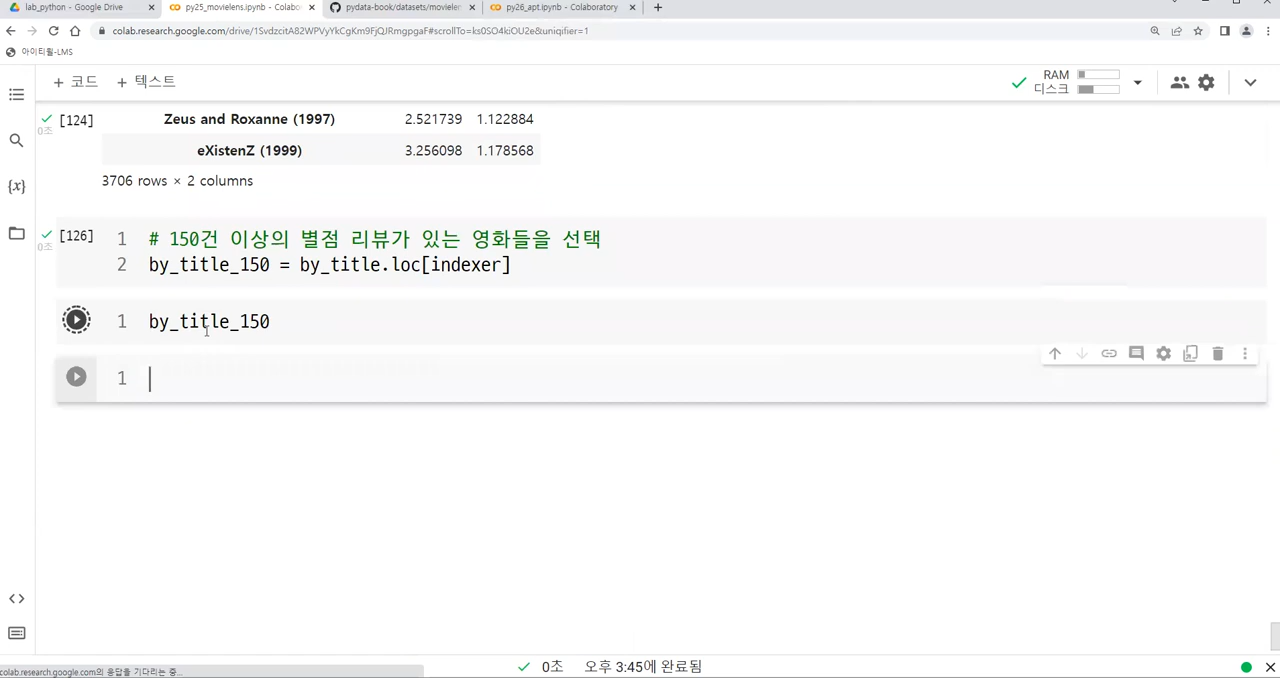 lab_python - Google Drive
py25_movielens.ipynb - Colabo
pydata-book/datasets/movieler
py26_apt.ipynb - Colaboratory
colab.research.google.com/drive/1SvdzcitA82WPVyYkCgKm9FjQJRmgpgaF#scrollTo=ks0SO4kiOU2e&uniqifier=1
아이티윌-LMS
+ 코드 + 텍스트
RAM
디스크
[124]
0초
Zeus and Roxanne (1997) 2.521739 1.122884
eXistenZ (1999) 3.256098 1.178568
3706 rows × 2 columns
[126]
0초
1 # 150건 이상의 별점 리뷰가 있는 영화들을 선택
2 by_title_150 = by_title.loc[indexer]
1 by_title_150
1
{x}
0초 오후 3:45에 완료됨
colab.research.google.com의 응답을 기다리는 중...